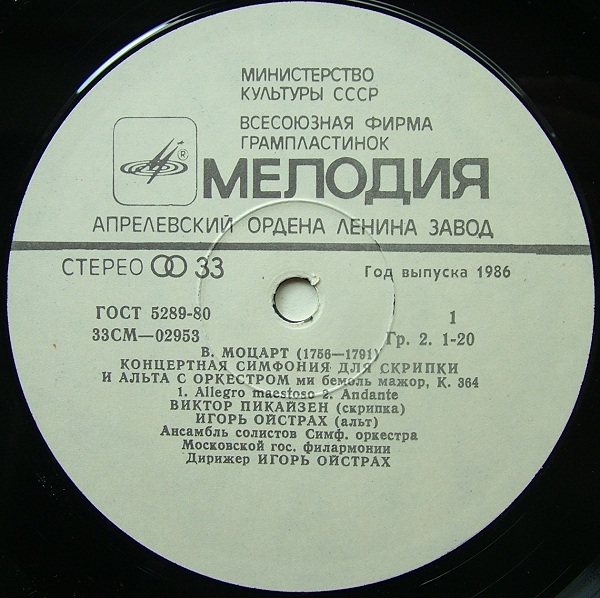 МИНИСТЕРСТВО
КУЛЬТУРЫ СССР
ВСЕСОЮЗНАЯ ФИРМА
ГРАМПЛАСТИНОК
®
МЕЛОДИЯ
АПРЕЛЕВСКИЙ ОРДЕНА ЛЕНИНА ЗАВОД
СТЕРЕО 33
Год выпуска 1986
ГОСТ 5289-80
1
33СМ—02953
Гр. 2. 1-20
В. МОЦАРТ (1756—1791)
КОНЦЕРТНАЯ СИМФОНИЯ ДЛЯ СКРИПКИ
И АЛЬТА С ОРКЕСТРОМ ми бемоль мажор, К. 364
1. Allegro maestoso 2. Andante
ВИКТОР ПИКАЙЗЕН (скрипка)
ИГОРЬ ОЙСТРАХ (альт)
Ансамбль солистов Симф. оркестра
Московской гос. филармонии
Дирижер ИГОРЬ ОЙСТРАХ